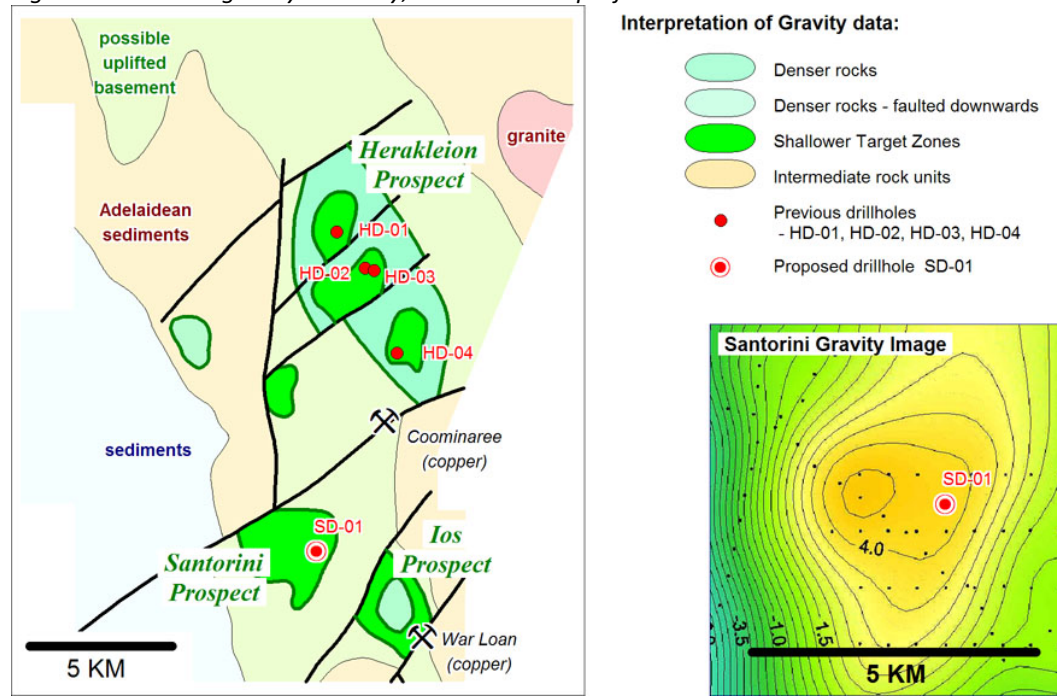 possible
uplifted
basement
granite
Herakleion
Prospect
Adelaidean
sediments
HD-01
HD-02
HD-03
HD-04
sediments
Coominaree
(copper)
SD-01
Ios
Prospect
Santorini
Prospect
War Loan
(copper)
5 KM
Interpretation of Gravity data:
Denser rocks
Denser rocks - faulted downwards
Shallower Target Zones
Intermediate rock units
Previous drillholes
- HD-01, HD-02, HD-03, HD-04
Proposed drillhole SD-01
Santorini Gravity Image
SD-01
4.0
-3.5
-1.0
1.5
5 KM